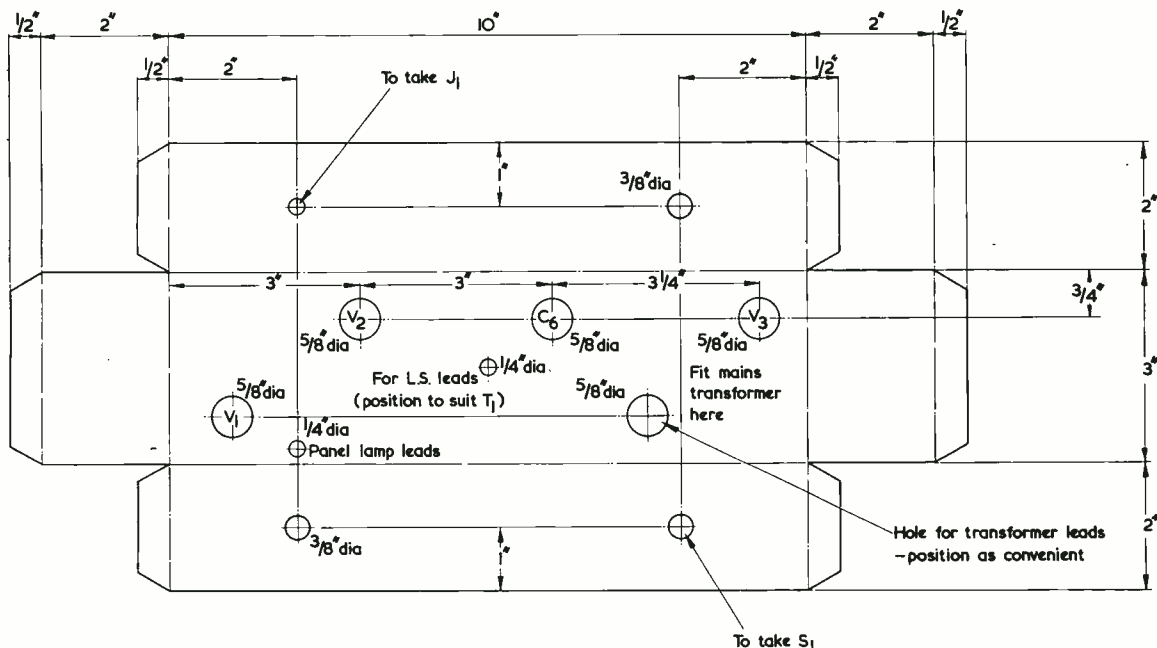 1/2"
2"
10"
2"
1/2"
1/2"
2"
To take J1
2"
1/2"
1"
3/8" dia
2"
3"
3"
3 1/4"
3/4"
V2
C6
V3
5/8" dia
5/8" dia
5/8" dia
1/4" dia
For L.S. leads
(position to suit T1)
Fit mains
transformer
here
3"
5/8" dia
5/8" dia
V1
1/4" dia
Panel lamp leads
3/8" dia
1"
2"
Hole for transformer leads
-position as convenient
To take S1